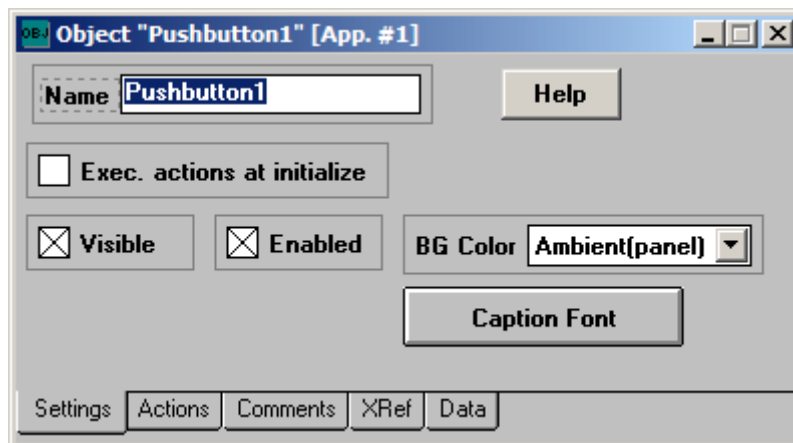 OBJ Object "Pushbutton1" [App. #1]
Name Pushbutton1 Help
Exec. actions at initialize
Visible Enabled BG Color Ambient(panel)
Caption Font
Settings Actions Comments XRef Data